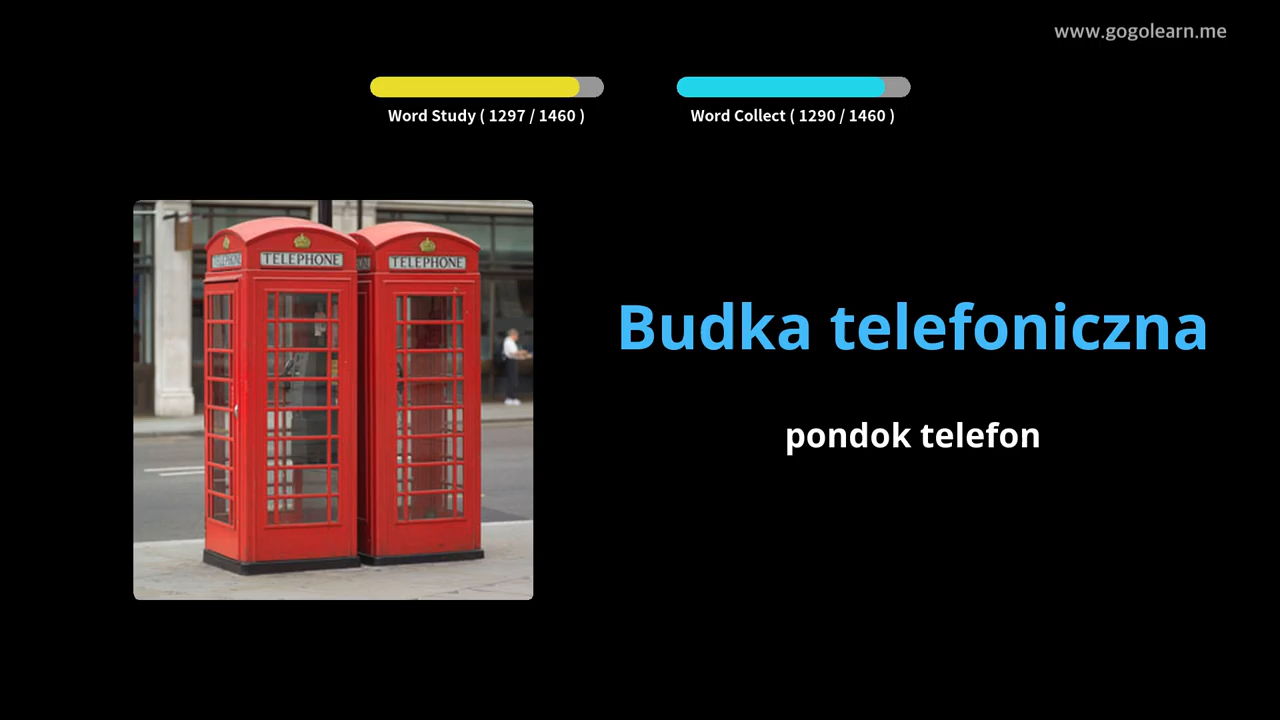 www.gogolearn.me
Word Study ( 1297 / 1460 )
Word Collect ( 1290 / 1460 )
TELEPHONE
TELEPHONE
Budka telefoniczna
pondok telefon